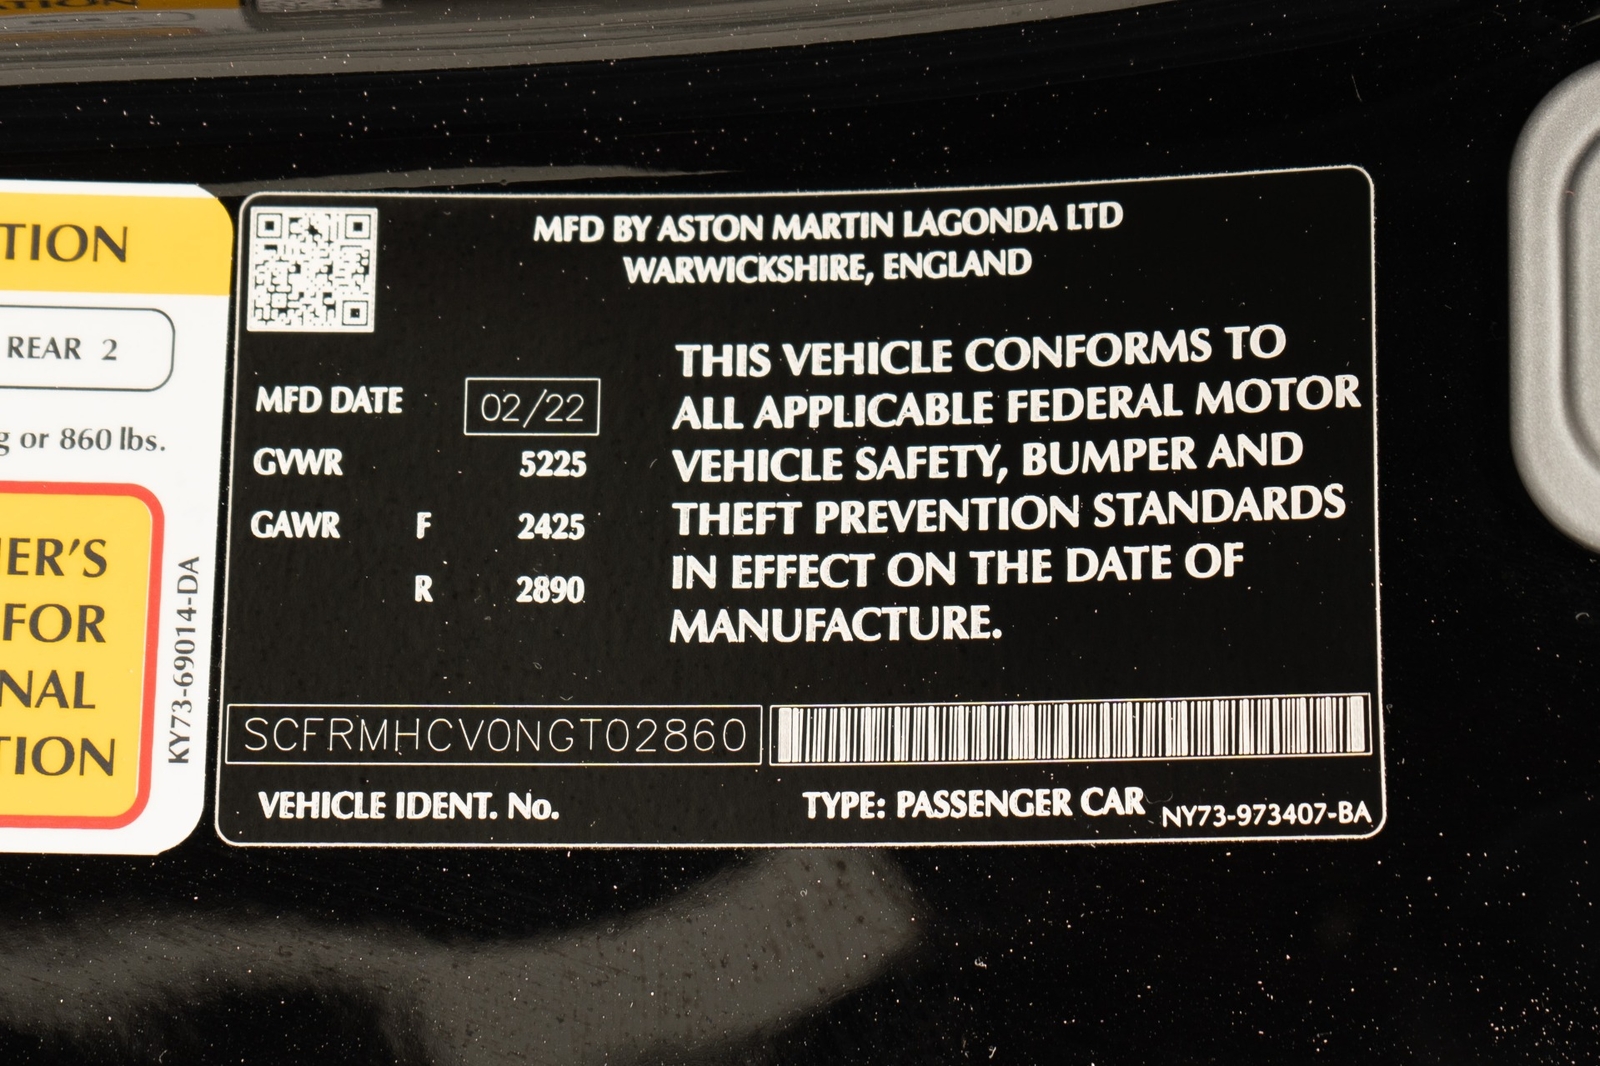 TION
REAR 2
g or 860 lbs.
IER'S
FOR
NAL
TION
KY73-69014-DA
MFD BY ASTON MARTIN LAGONDA LTD
WARWICKSHIRE, ENGLAND
MFD DATE 02/22
GVWR 5225
GAWR F 2425
R 2890
THIS VEHICLE CONFORMS TO
ALL APPLICABLE FEDERAL MOTOR
VEHICLE SAFETY, BUMPER AND
THEFT PREVENTION STANDARDS
IN EFFECT ON THE DATE OF
MANUFACTURE.
SCFRMHCV0NGT02860
VEHICLE IDENT. No.
TYPE: PASSENGER CAR
NY73-973407-BA